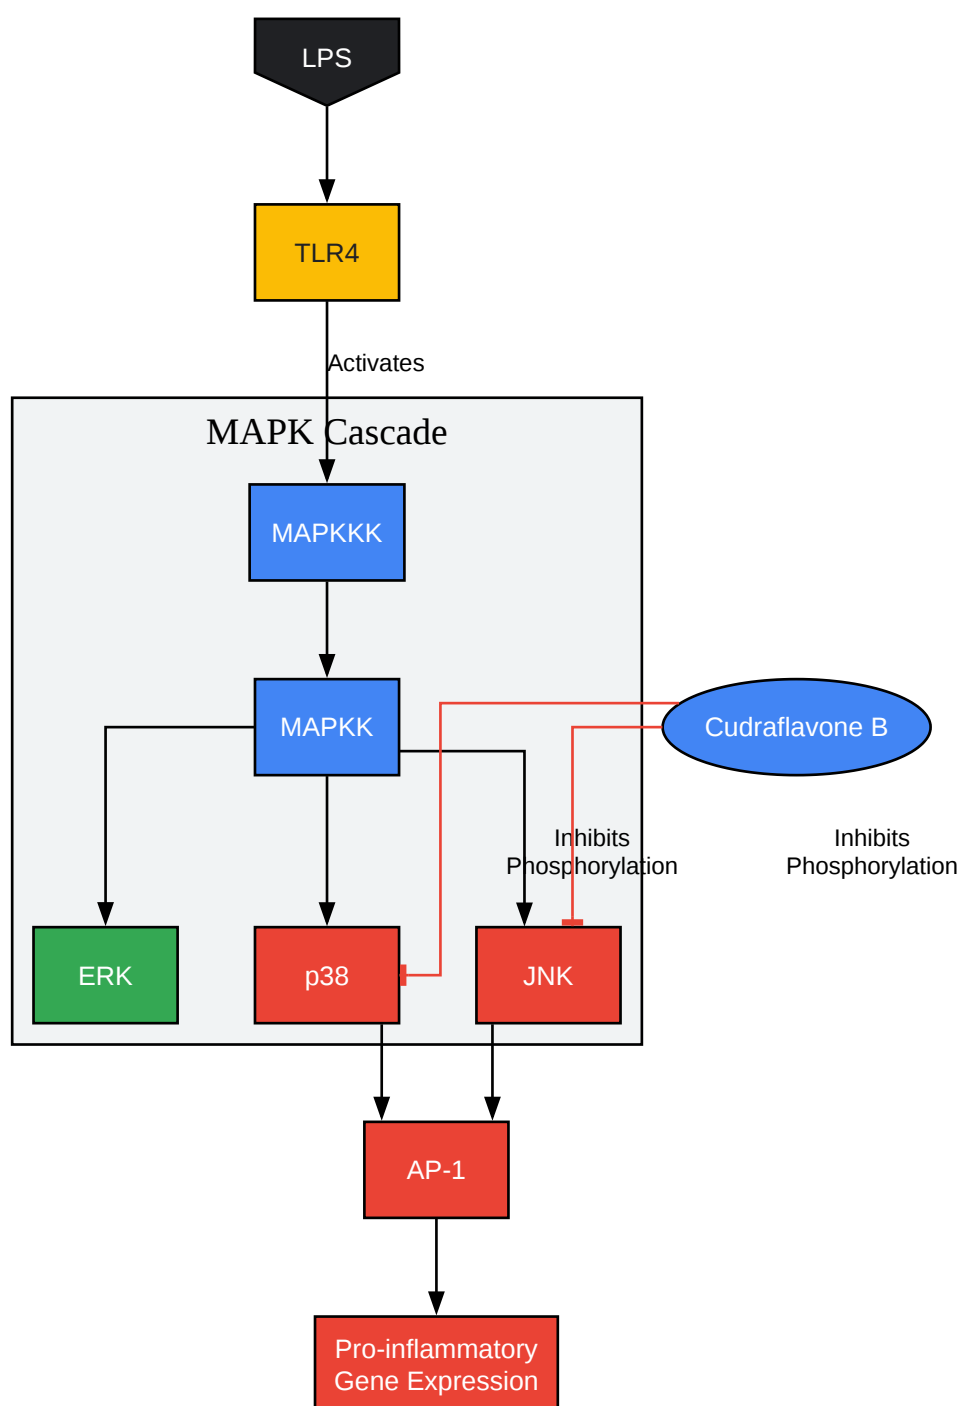 LPS
TLR4
Activates
MAPK Cascade
MAPKKK
MAPKK
Cudraflavone B
Inhibits
Phosphorylation
Inhibits
Phosphorylation
ERK
p38
JNK
AP-1
Pro-inflammatory
Gene Expression